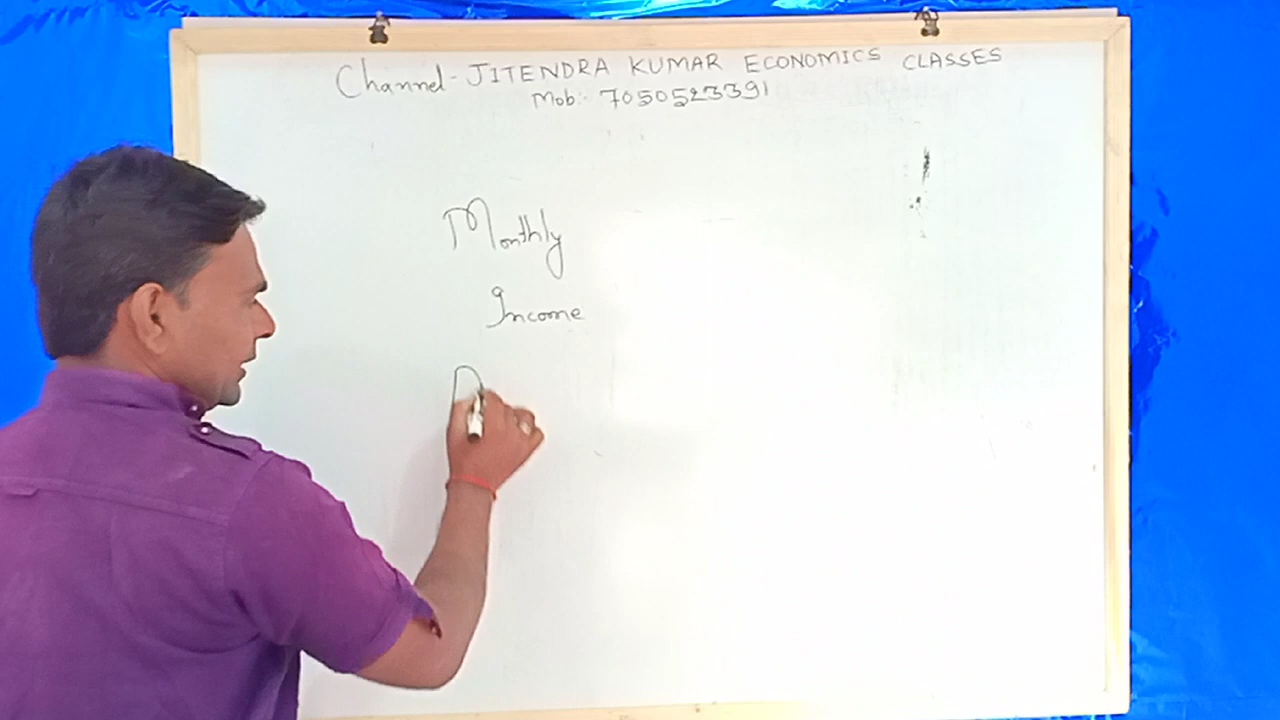 Channel - JITENDRA KUMAR ECONOMICS CLASSES
Mob:- 7050523391
Monthly
Income